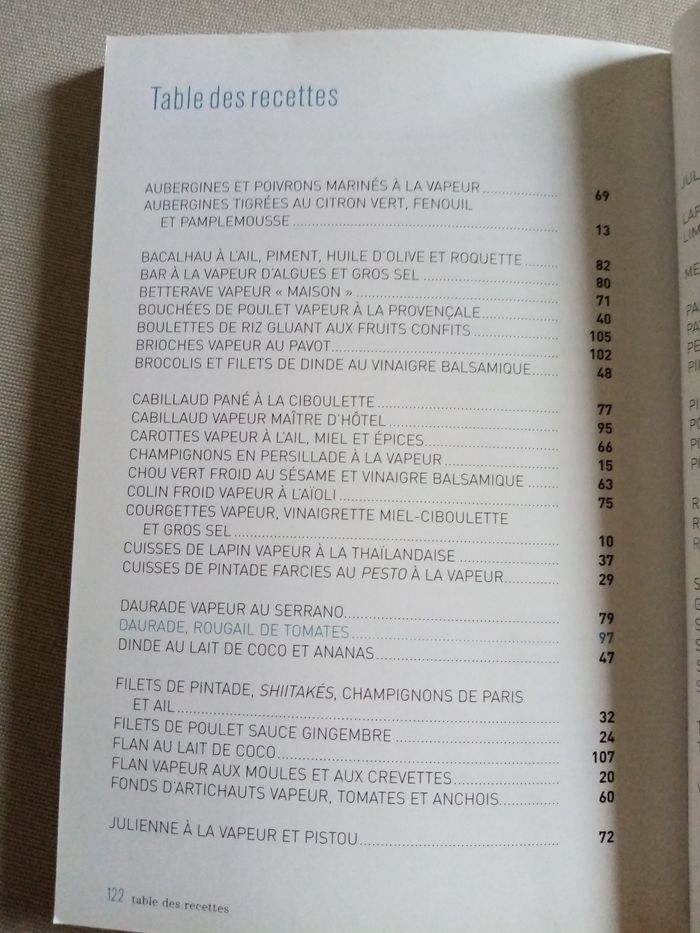 Table des recettes
AUBERGINES ET POIVRONS MARINÉS À LA VAPEUR 69
AUBERGINES TIGRÉES AU CITRON VERT, FENOUIL
ET PAMPLEMOUSSE 13
BACALHAU À L'AIL, PIMENT, HUILE D'OLIVE ET ROQUETTE 82
BAR À LA VAPEUR D'ALGUES ET GROS SEL 80
BETTERAVE VAPEUR « MAISON » 71
BOUCHÉES DE POULET VAPEUR À LA PROVENÇALE 40
BOULETTES DE RIZ GLUANT AUX FRUITS CONFITS 105
BRIOCHES VAPEUR AU PAVOT 102
BROCOLIS ET FILETS DE DINDE AU VINAIGRE BALSAMIQUE 48
CABILLAUD PANÉ À LA CIBOULETTE 77
CABILLAUD VAPEUR MAÎTRE D'HÔTEL 95
CAROTTES VAPEUR À L'AIL, MIEL ET ÉPICES 66
CHAMPIGNONS EN PERSILLADE À LA VAPEUR 15
CHOU VERT FROID AU SÉSAME ET VINAIGRE BALSAMIQUE 63
COLIN FROID VAPEUR À L'AÏOLI 75
COURGETTES VAPEUR, VINAIGRETTE MIEL-CIBOULETTE
ET GROS SEL 10
CUISSES DE LAPIN VAPEUR À LA THAÏLANDAISE 37
CUISSES DE PINTADE FARCIES AU PESTO À LA VAPEUR 29
DAURADE VAPEUR AU SERRANO 79
DAURADE, ROUGAIL DE TOMATES 97
DINDE AU LAIT DE COCO ET ANANAS 47
FILETS DE PINTADE, SHIITAKÉS, CHAMPIGNONS DE PARIS
ET AIL 32
FILETS DE POULET SAUCE GINGEMBRE 24
FLAN AU LAIT DE COCO 107
FLAN VAPEUR AUX MOULES ET AUX CREVETTES 20
FONDS D'ARTICHAUTS VAPEUR, TOMATES ET ANCHOIS 60
JULIENNE À LA VAPEUR ET PISTOU 72
122 table des recettes